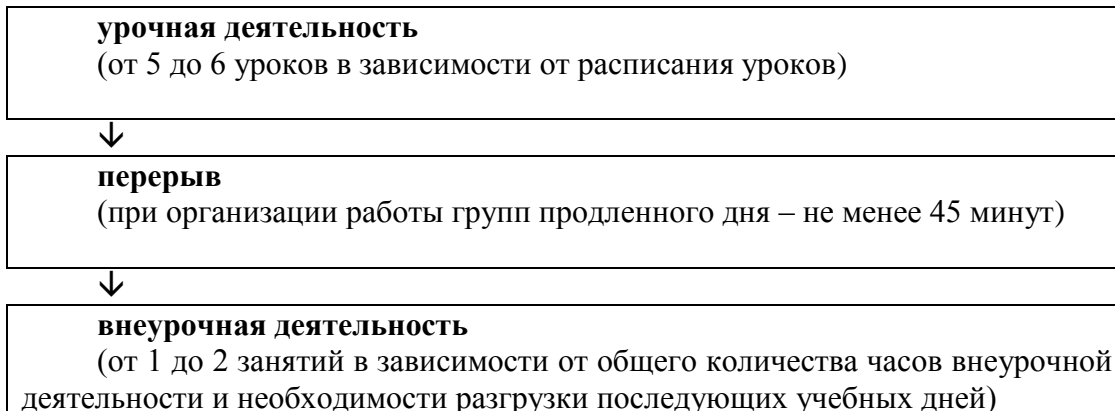 урочная деятельность
(от 5 до 6 уроков в зависимости от расписания уроков)
перерыв
(при организации работы групп продленного дня – не менее 45 минут)
внеурочная деятельность
(от 1 до 2 занятий в зависимости от общего количества часов внеурочной
деятельности и необходимости разгрузки последующих учебных дней)